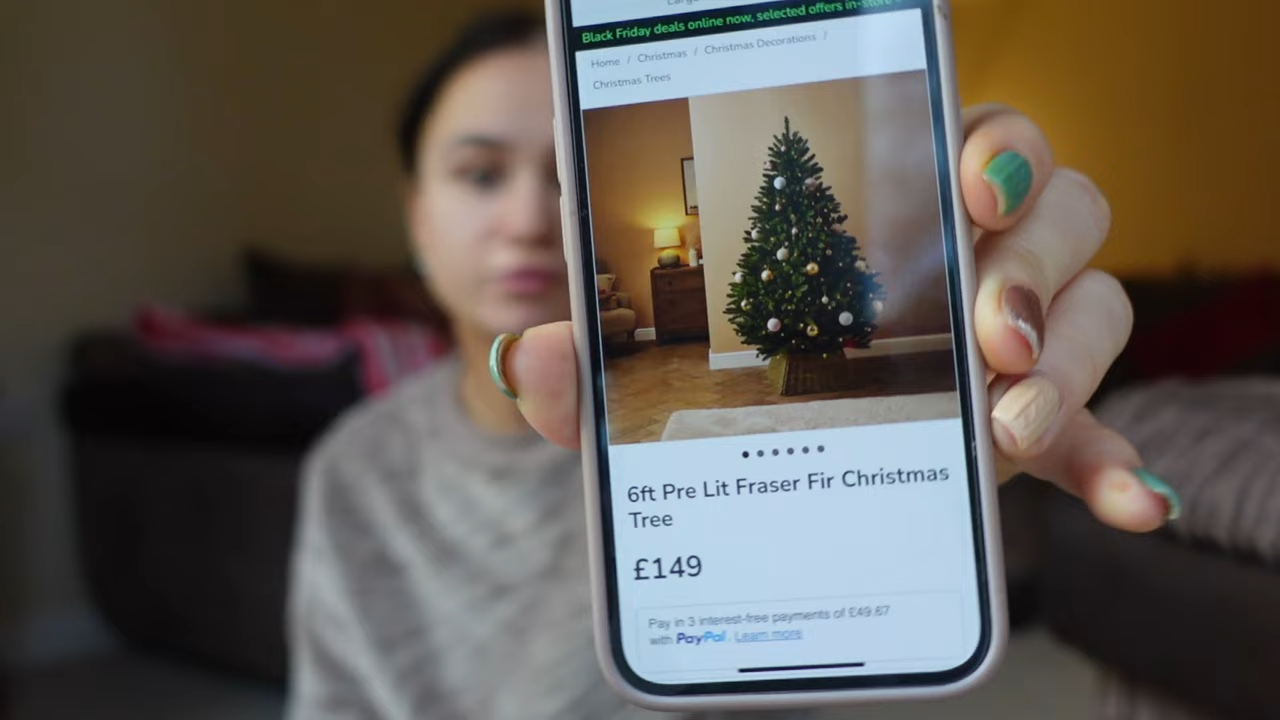 Black Friday deals online now, selected offers in-store
Home / Christmas / Christmas Decorations /
Christmas Trees
6ft Pre Lit Fraser Fir Christmas
Tree
£149
Pay in 3 interest-free payments of £49.67
with PayPal. Learn more